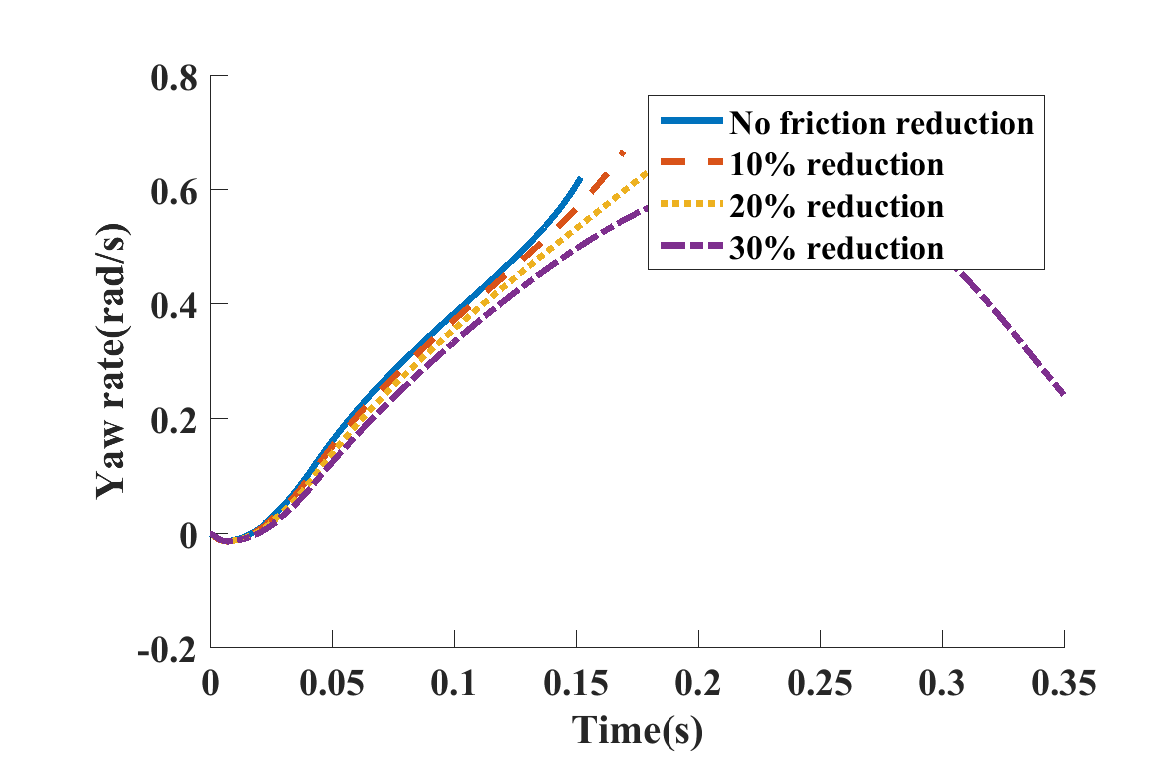 0.8
0.6
0.4
0.2
0
-0.2
Yaw rate(rad/s)
No friction reduction
10% reduction
20% reduction
30% reduction
0 0.05 0.1 0.15 0.2 0.25 0.3 0.35
Time(s)